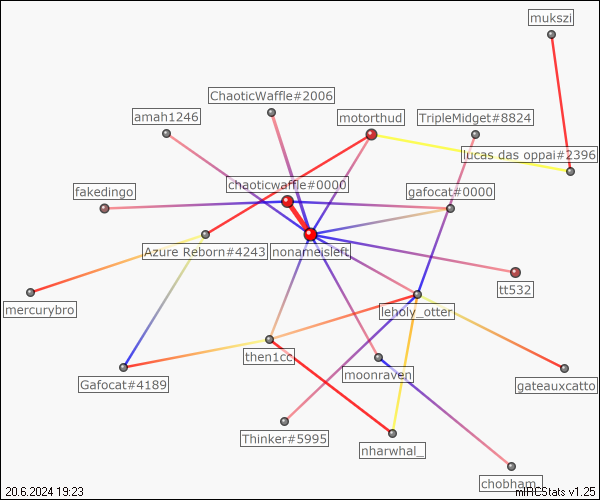 mukszi
ChaoticWaffle#2006
amah1246
motorthud
TripleMidget#8824
lucas das oppai#2396
chaoticwaffle#0000
fakedingo
gafocat#0000
Azure Reborn#4243
nonameisleft
tt532
mercurybro
leholy_otter
then1cc
moonraven
Gafocat#4189
gateauxcatto
Thinker#5995
nharwhal_
chobham_
20.6.2024 19:23
mIRCStats v1.25